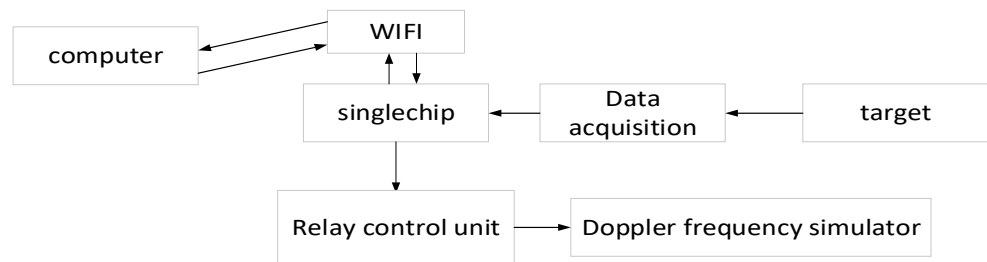 WIFI
computer
singlechip
Data
acquisition
target
Relay control unit
Doppler frequency simulator